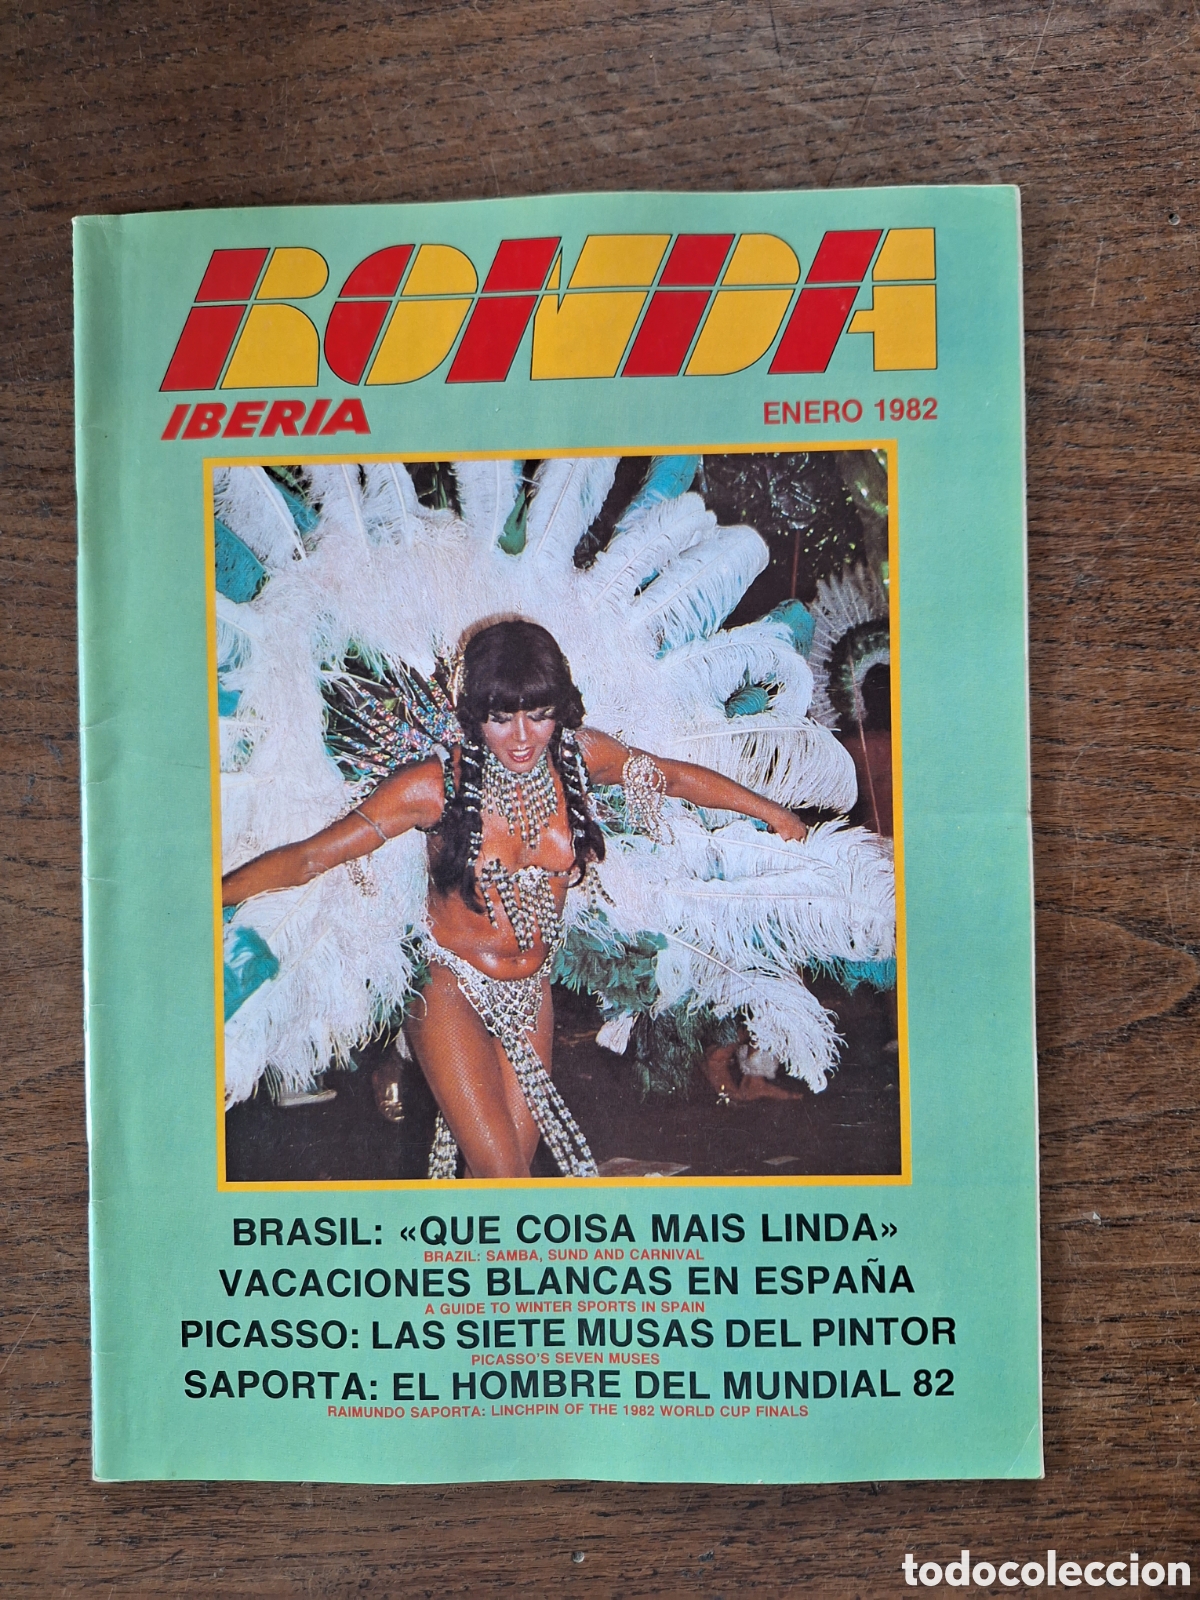 RONDA
IBERIA
ENERO 1982
BRASIL: «QUE COISA MAIS LINDA»
BRAZIL: SAMBA, SUND AND CARNIVAL
VACACIONES BLANCAS EN ESPAÑA
A GUIDE TO WINTER SPORTS IN SPAIN
PICASSO: LAS SIETE MUSAS DEL PINTOR
PICASSO'S SEVEN MUSES
SAPORTA: EL HOMBRE DEL MUNDIAL 82
RAIMUNDO SAPORTA: LINCHPIN OF THE 1982 WORLD CUP FINALS
todocoleccion